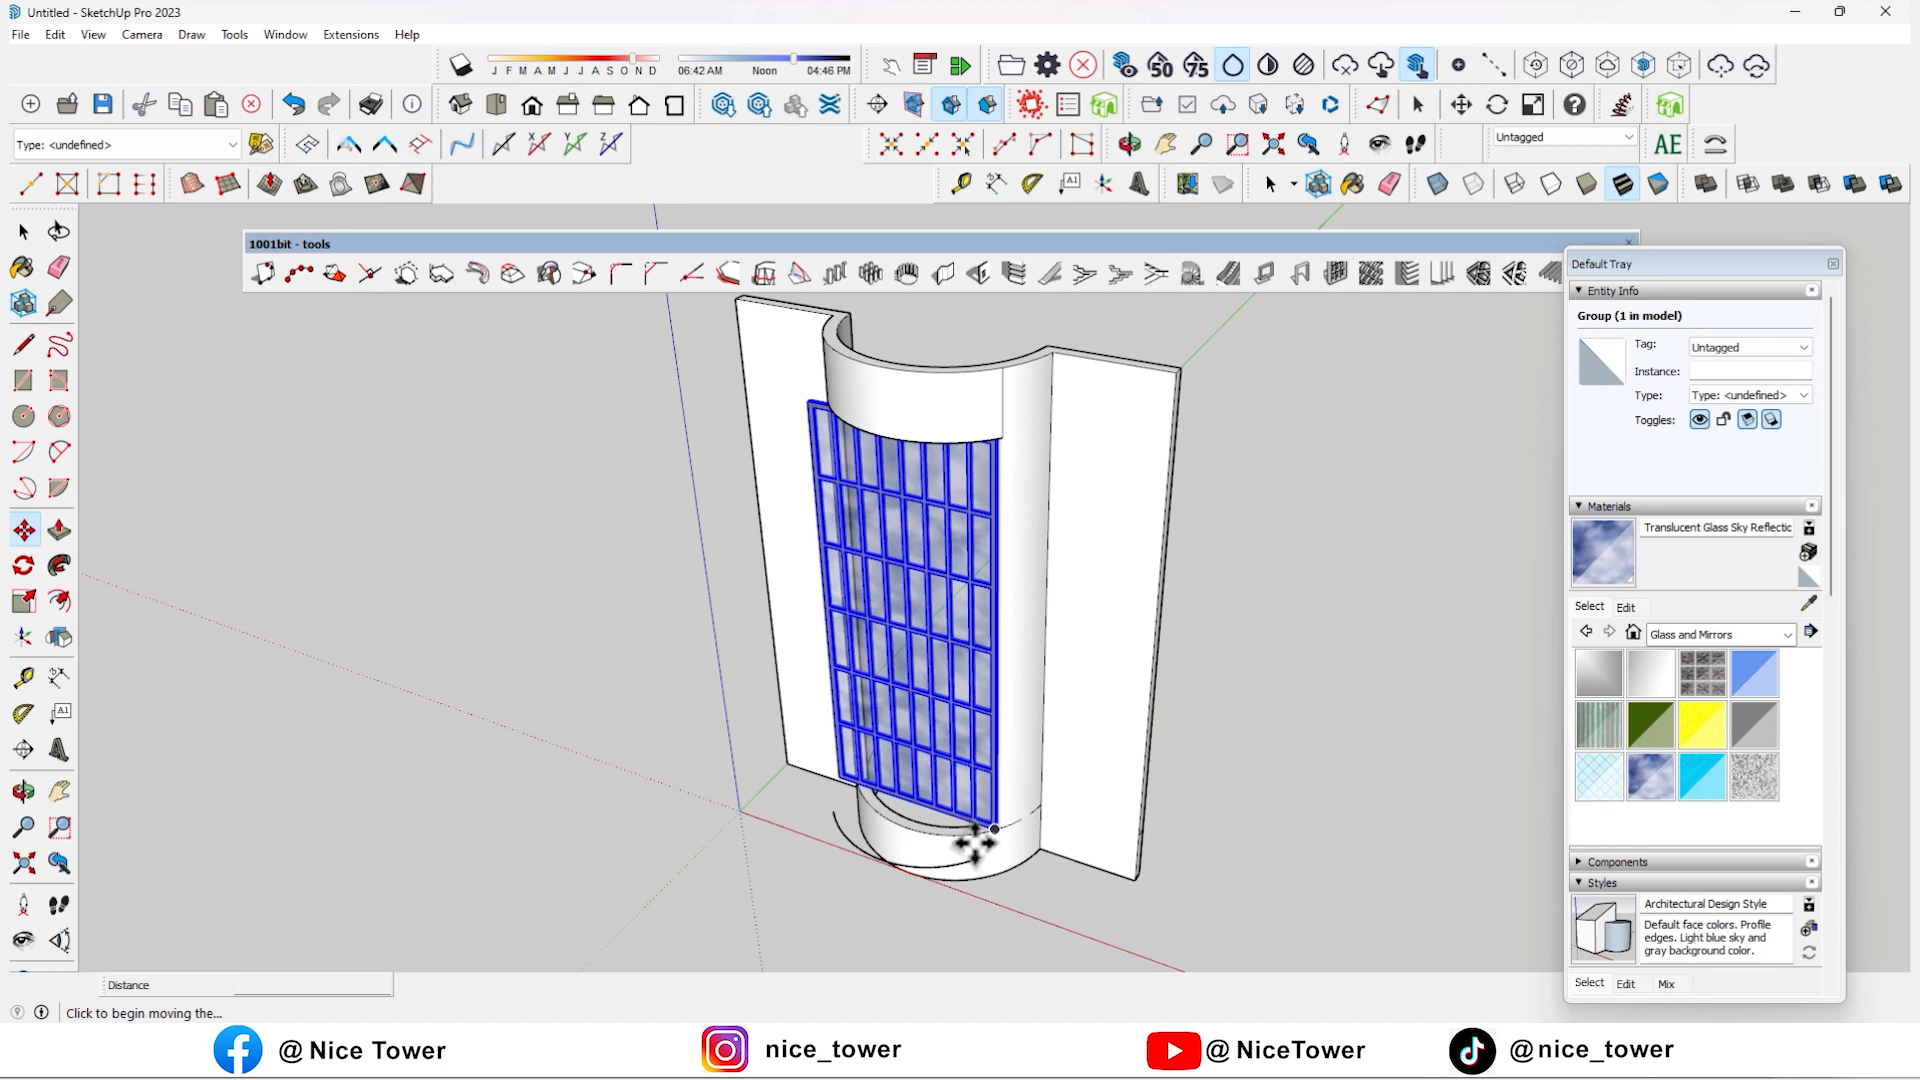 Untitled - SketchUp Pro 2023
File Edit View Camera Draw Tools Window Extensions Help
J F M A M J J A S O N D
06:42 AM Noon 04:46 PM
50 75
Type: <undefined>
X Y Z
Untagged
AE
A1
1001bit - tools
Default Tray
Entity Info
Group (1 in model)
Tag: Untagged
Instance:
Type: Type: <undefined>
Toggles:
Materials
Translucent Glass Sky Reflectic
Select Edit
Glass and Mirrors
A1
Components
Styles
Architectural Design Style
Default face colors. Profile
edges. Light blue sky and
gray background color.
Select Edit Mix
Distance
Click to begin moving the...
@ Nice Tower
nice_tower
@ NiceTower
@nice_tower